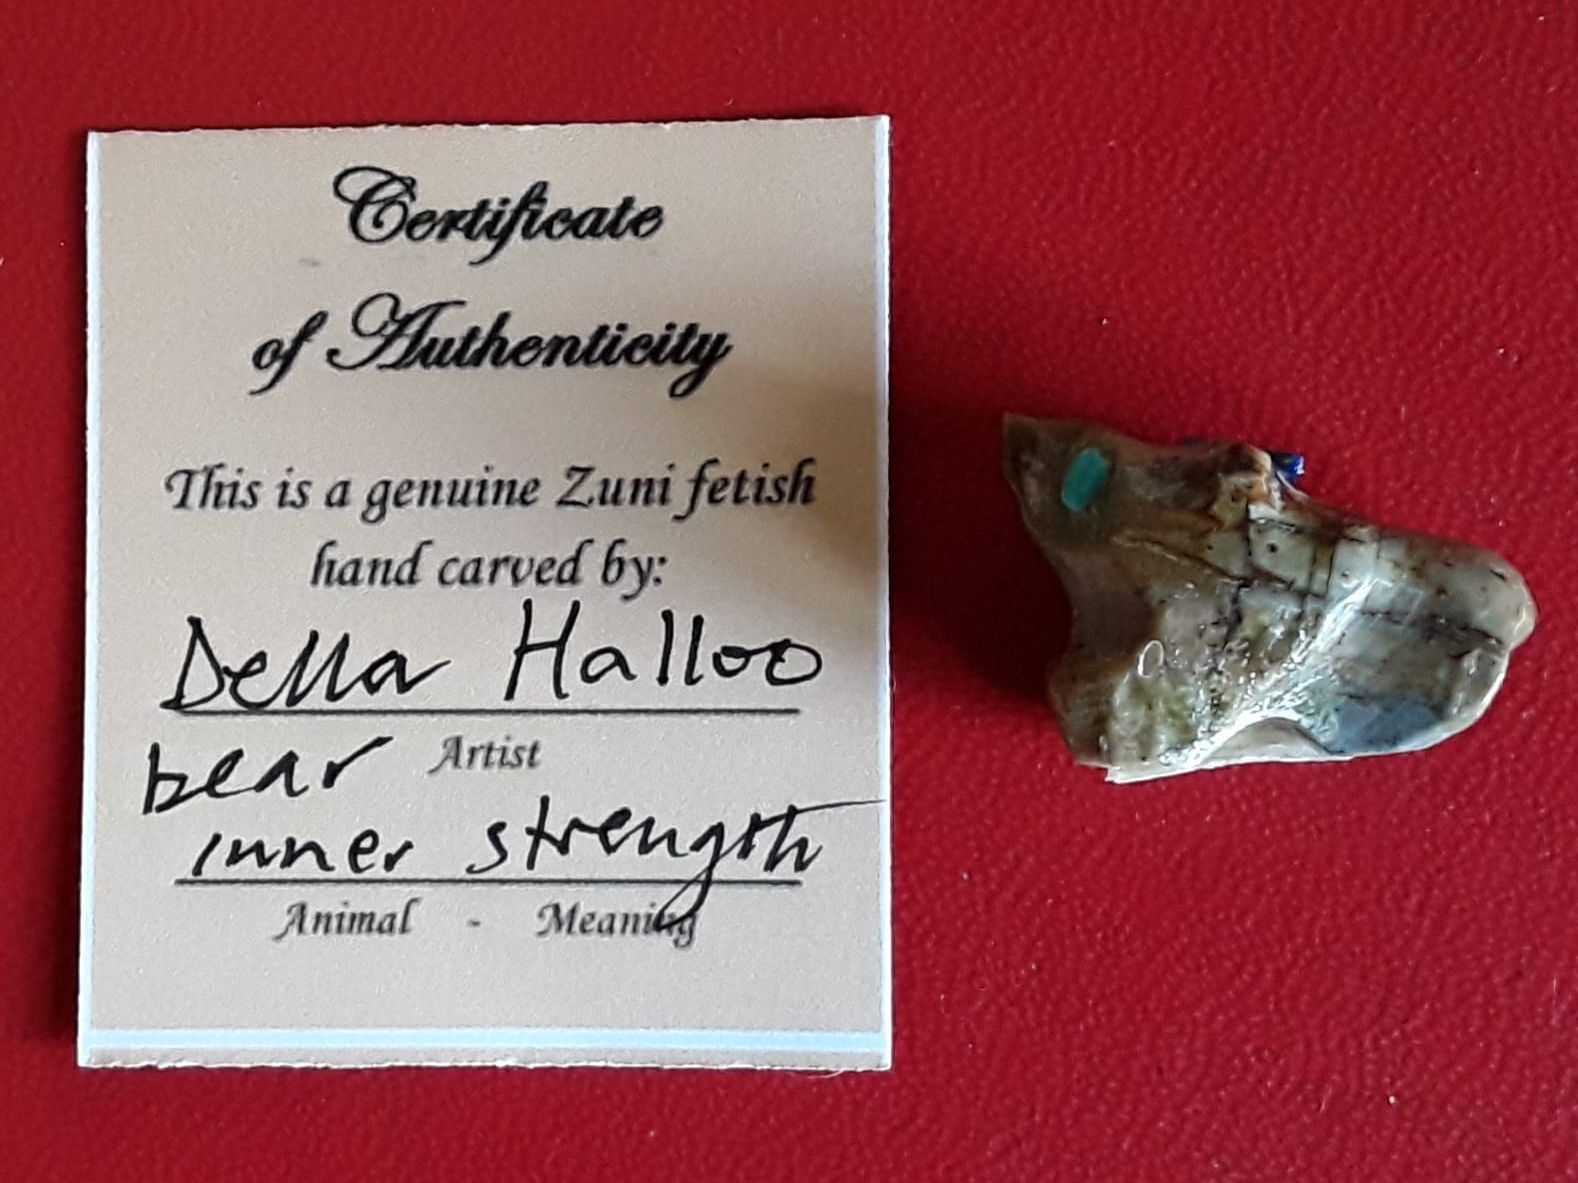 Certificate
of Authenticity
This is a genuine Zuni fetish
hand carved by:
Della Halloo
Artist
bear
inner strength
Animal - Meaning